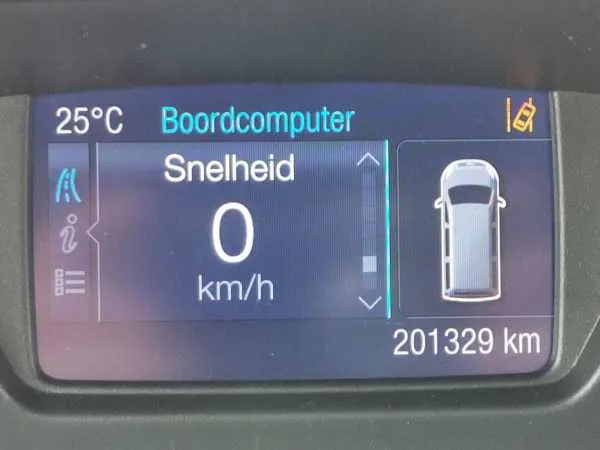 25°C Boordcomputer
Snelheid
0
km/h
201329 km